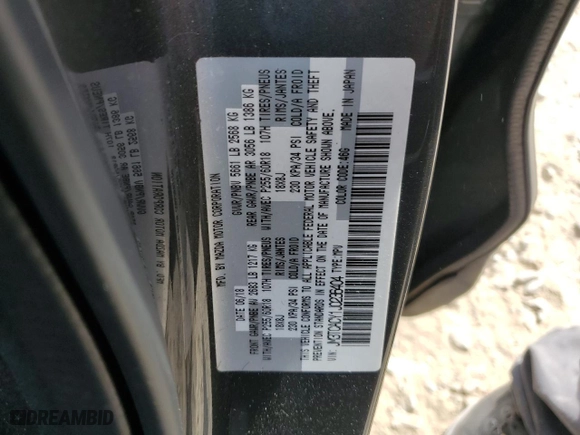 MFD. BY MAZDA MOTOR CORPORATION
DATE: 06/18
GVWR/PNBV 5661 LB 2568 KG
FRONT GAWR/PNBE AV 2683 LB 1217 KG
REAR GAWR/PNBE AR 3056 LB 1386 KG
WITH/AVEC P255/60R18 107H TIRES/PNEUS
WITH/AVEC P255/60R18 107H TIRES/PNEUS
18X8J RIMS/JANTES
18X8J RIMS/JANTES
230 KPA/34 PSI COLD/A FROID
230 KPA/34 PSI COLD/A FROID
THIS VEHICLE CONFORMS TO ALL APPLICABLE FEDERAL MOTOR VEHICLE SAFETY AND THEFT
PREVENTION STANDARDS IN EFFECT ON THE DATE OF MANUFACTURE SHOWN ABOVE.
VIN: TYPE: MPV
COLOR CODE: 46G
MADE IN JAPAN
DREAMBID